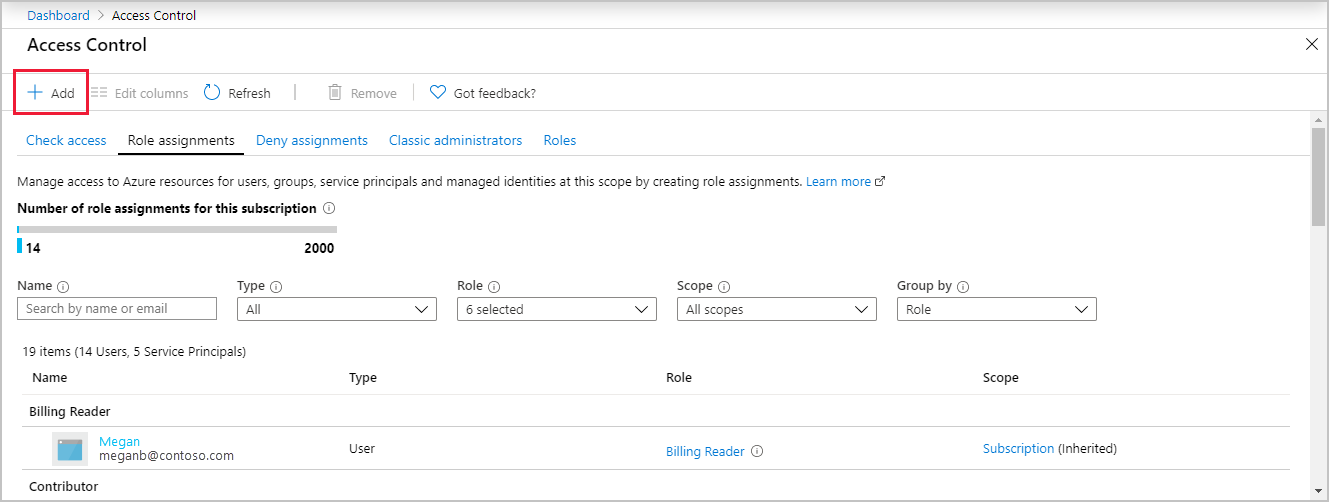 Dashboard > Access Control
Access Control
Add Edit columns Refresh Remove Got feedback?
Check access Role assignments Deny assignments Classic administrators Roles
Manage access to Azure resources for users, groups, service principals and managed identities at this scope by creating role assignments. Learn more
Number of role assignments for this subscription
14 2000
Name Type Role Scope Group by
Search by name or email All 6 selected All scopes Role
19 items (14 Users, 5 Service Principals)
Name Type Role Scope
Billing Reader
Megan
meganb@contoso.com User Billing Reader Subscription (Inherited)
Contributor